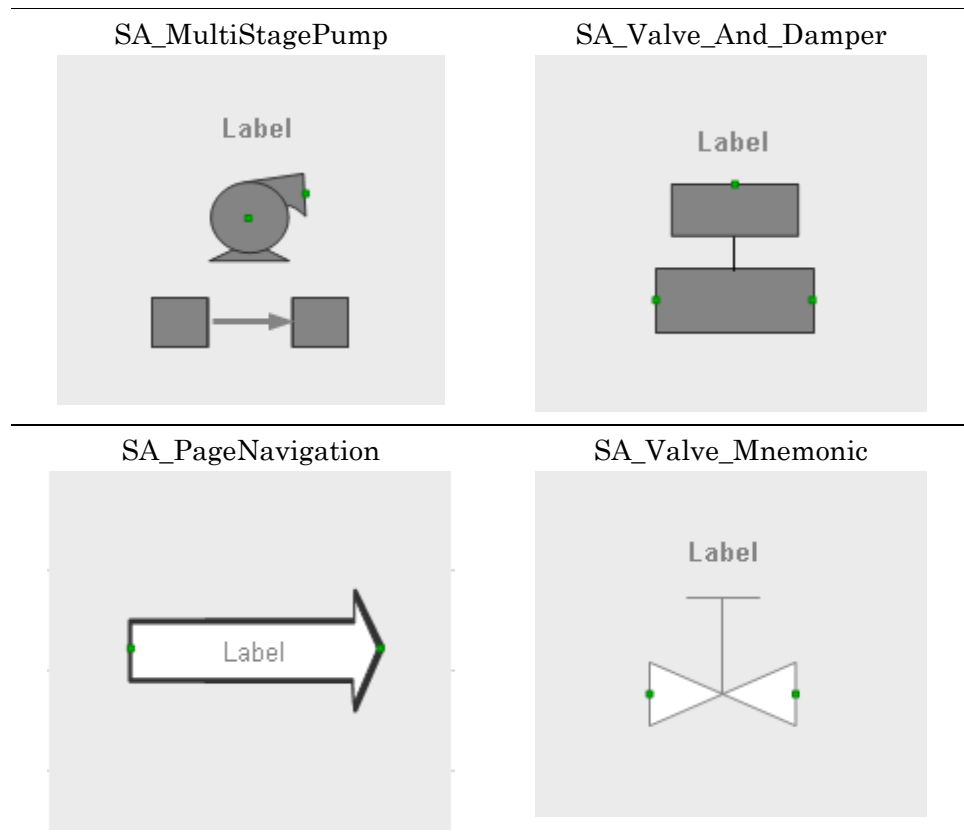 SA_MultiStagePump
SA_Valve_And_Damper
Label
Label
SA_PageNavigation
SA_Valve_Mnemonic
Label
Label